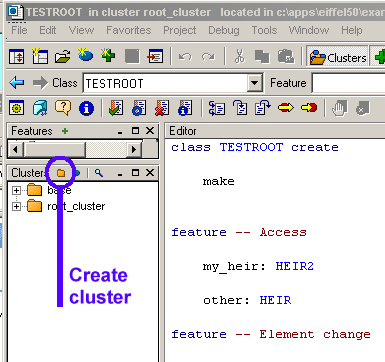 TESTROOT in cluster root_cluster located in c:\apps\eiffel50\exa
File Edit View Favorites Project Debug Tools Window
Clusters
Class TESTROOT Feature
Features
Editor
class TESTROOT create
make
feature -- Access
my_heir: HEIR2
other: HEIR
feature -- Element change
Clusters
base
root_cluster
Create
cluster